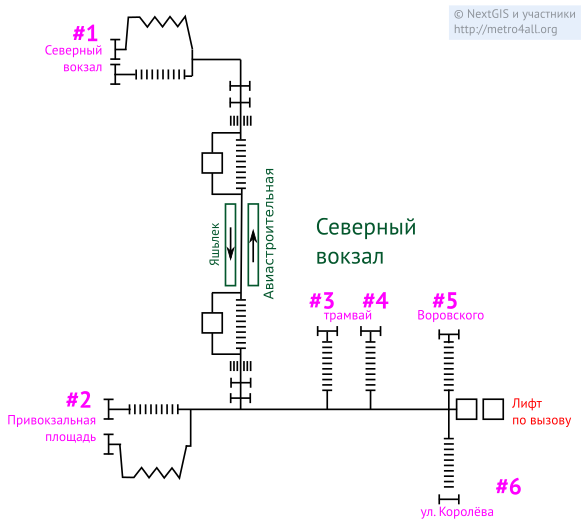 © NextGIS и участники
http://metro4all.org
#1
Северный
вокзал
Яшьлек
Авиастроительная
Северный
вокзал
#3
#4
#5
трамвай
Воровского
#2
Привокзальная
площадь
Лифт
по вызову
#6
ул. Королёва